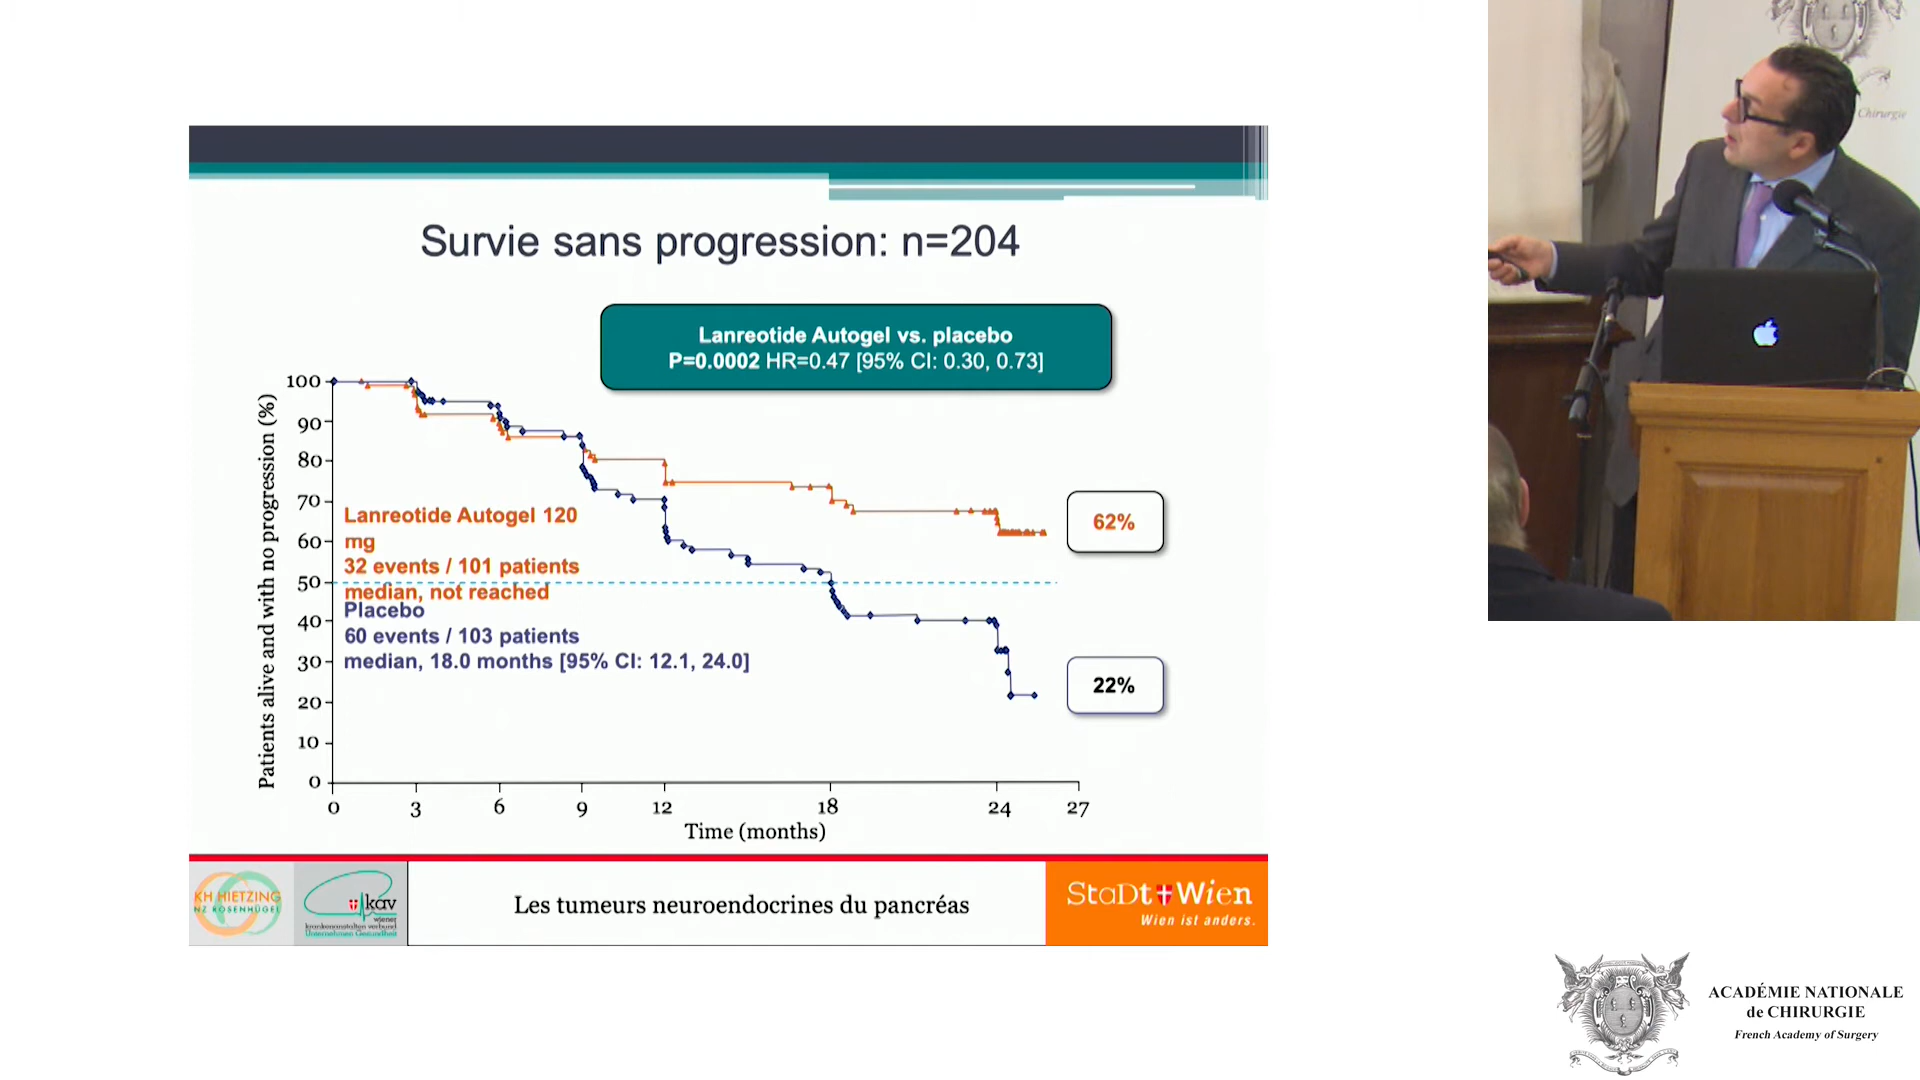 Survie sans progression: n=204
Lanreotide Autogel vs. placebo
P=0.0002 HR=0.47 [95% CI: 0.30, 0.73]
Patients alive and with no progression (%)
100
90
80
70
60
50
40
30
20
10
0
Lanreotide Autogel 120
mg
32 events / 101 patients
median, not reached
Placebo
60 events / 103 patients
median, 18.0 months [95% CI: 12.1, 24.0]
62%
22%
0 3 6 9 12 18 24 27
Time (months)
KH HIETZING
NZ ROSENHÜGEL
kav
wiener
krankenanstalten verbund
Unternehmen Gesundheit
Les tumeurs neuroendocrines du pancréas
StaDt Wien
Wien ist anders.
Chirurgie
ACADÉMIE NATIONALE
de CHIRURGIE
French Academy of Surgery